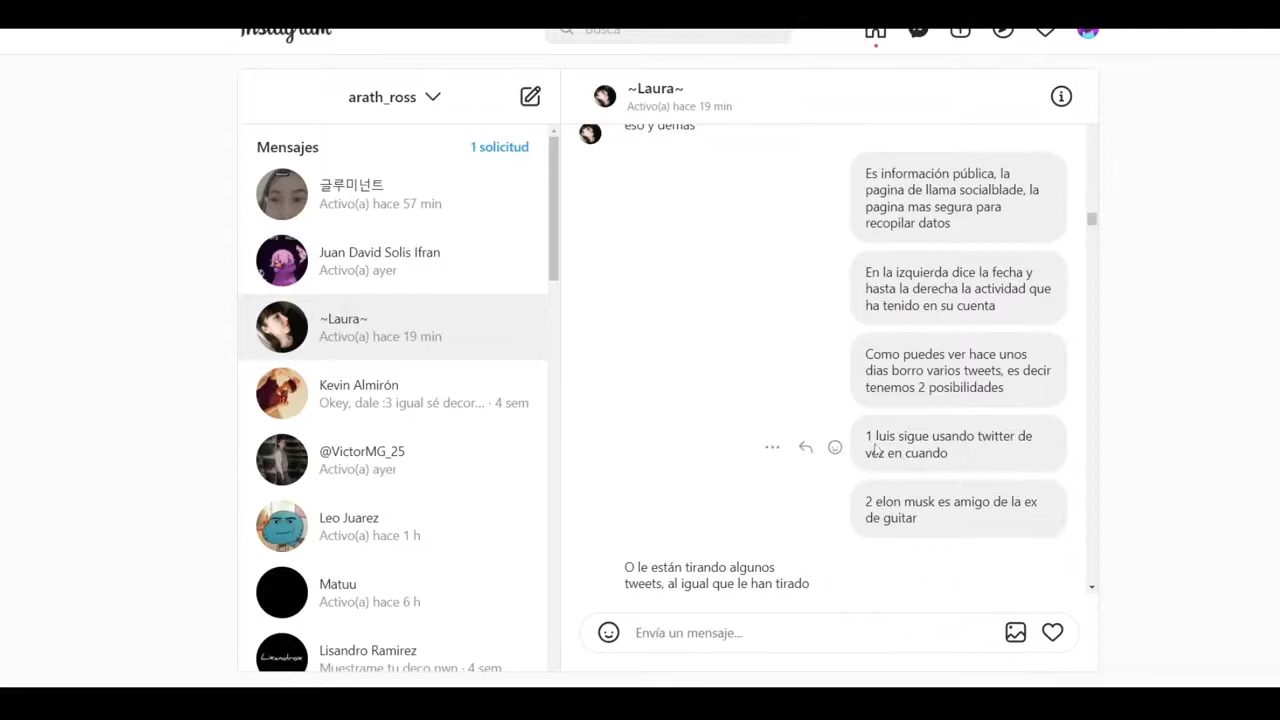 Instagram
Busca
arath_ross
Mensajes
1 solicitud
글루미넌트
Activo(a) hace 57 min
Juan David Solis Ifran
Activo(a) ayer
~Laura~
Activo(a) hace 19 min
Kevin Almirón
Okey, dale :3 igual sé decor... · 4 sem
@VictorMG_25
Activo(a) ayer
Leo Juarez
Activo(a) hace 1 h
Matuu
Activo(a) hace 6 h
Lisandro Ramirez
Muestrame tu deco nwn · 4 sem
~Laura~
Activo(a) hace 19 min
eso y demás
Es información pública, la
pagina de llama socialblade, la
pagina mas segura para
recopilar datos
En la izquierda dice la fecha y
hasta la derecha la actividad que
ha tenido en su cuenta
Como puedes ver hace unos
dias borro varios tweets, es decir
tenemos 2 posibilidades
1 luis sigue usando twitter de
vez en cuando
2 elon musk es amigo de la ex
de guitar
O le están tirando algunos
tweets, al igual que le han tirado
Envía un mensaje...